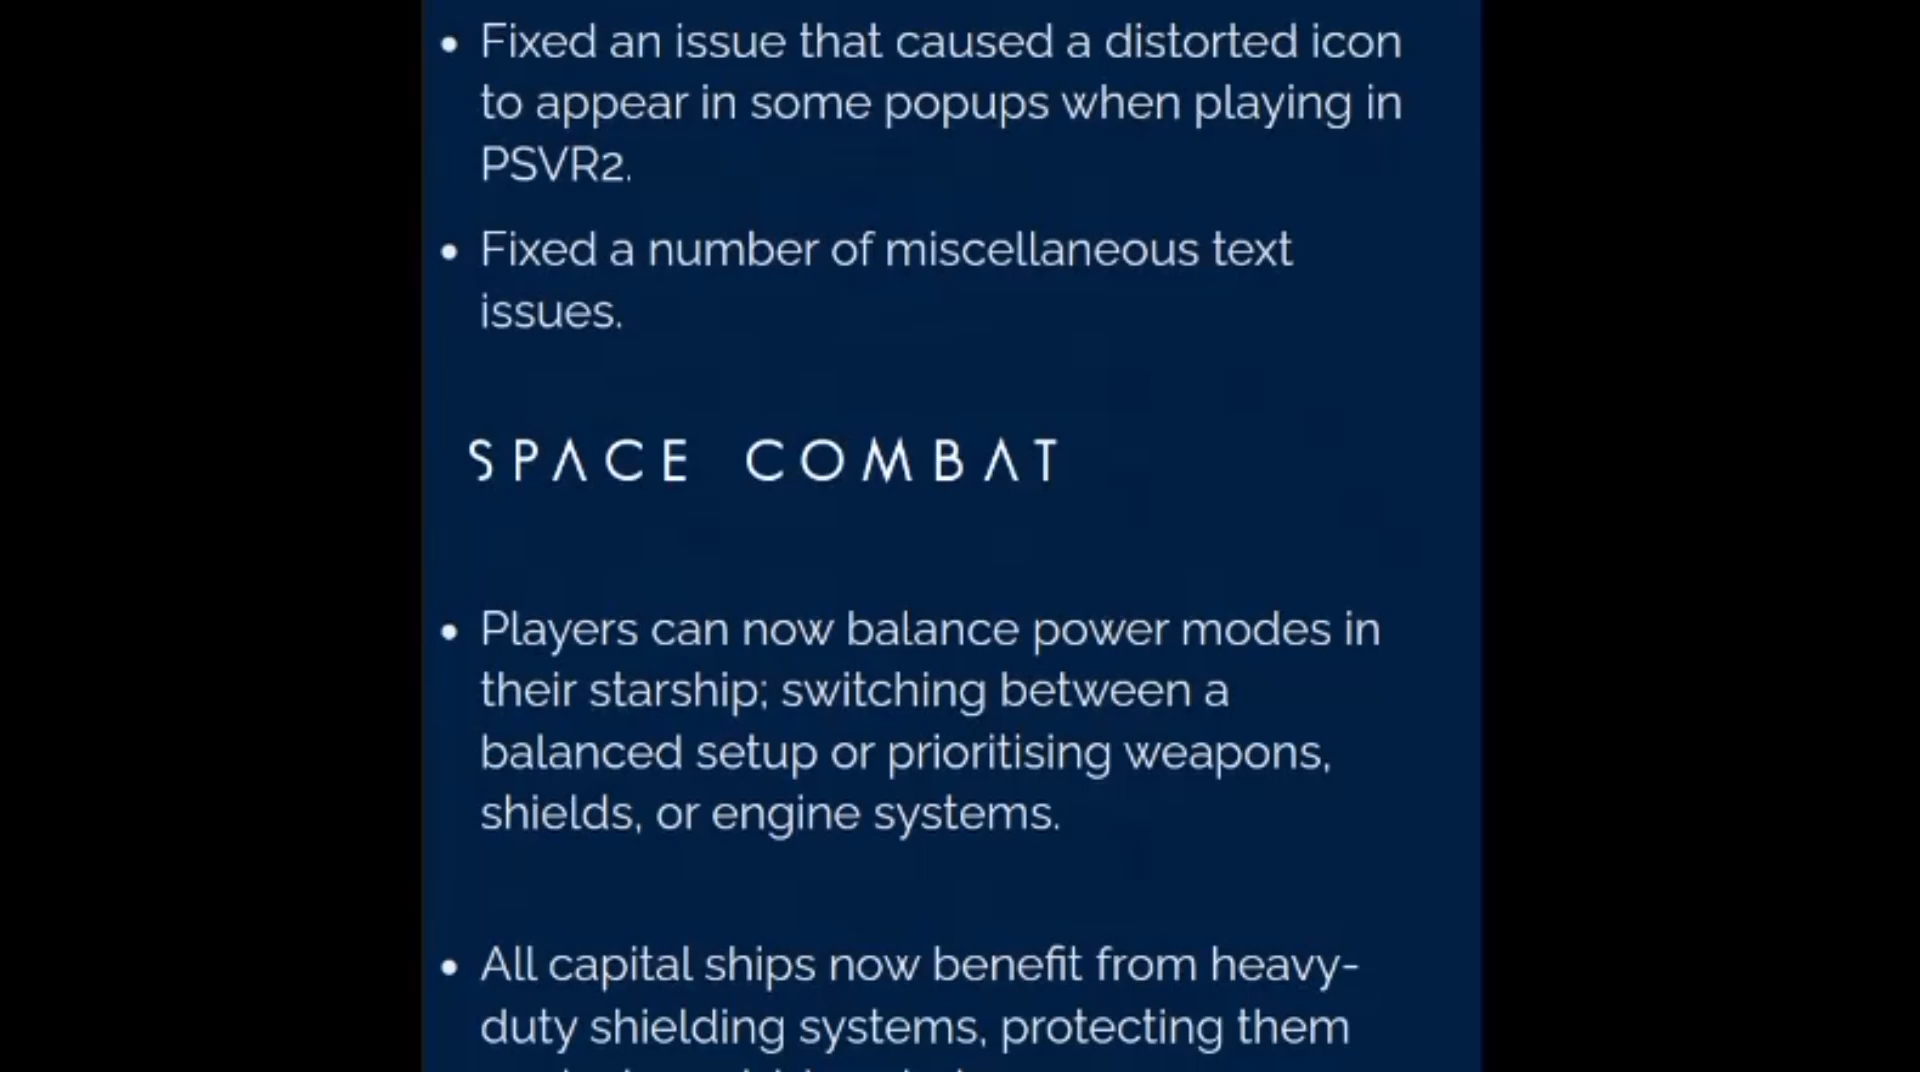 • Fixed an issue that caused a distorted icon
to appear in some popups when playing in
PSVR2.
• Fixed a number of miscellaneous text
issues.
SPACE COMBAT
• Players can now balance power modes in
their starship; switching between a
balanced setup or prioritising weapons,
shields, or engine systems.
• All capital ships now benefit from heavy-
duty shielding systems, protecting them